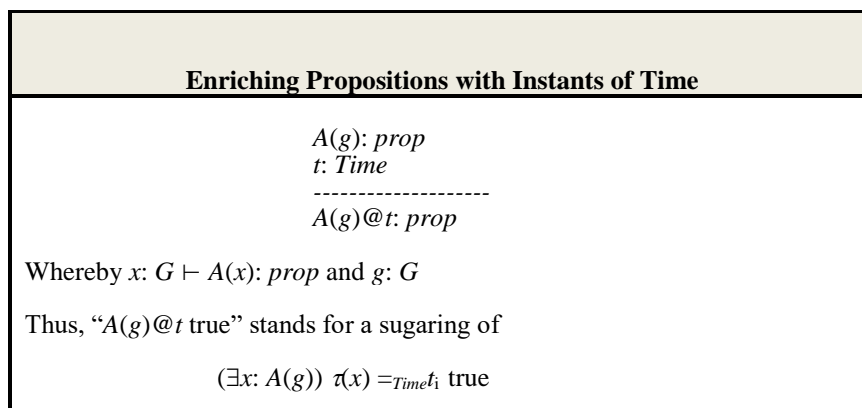 Enriching Propositions with Instants of Time
A(g): prop
t: Time
--------------------
A(g)@t: prop
Whereby x: G ⊢ A(x): prop and g: G
Thus, “A(g)@t true” stands for a sugaring of
(∃x: A(g)) τ(x) =Time ti true